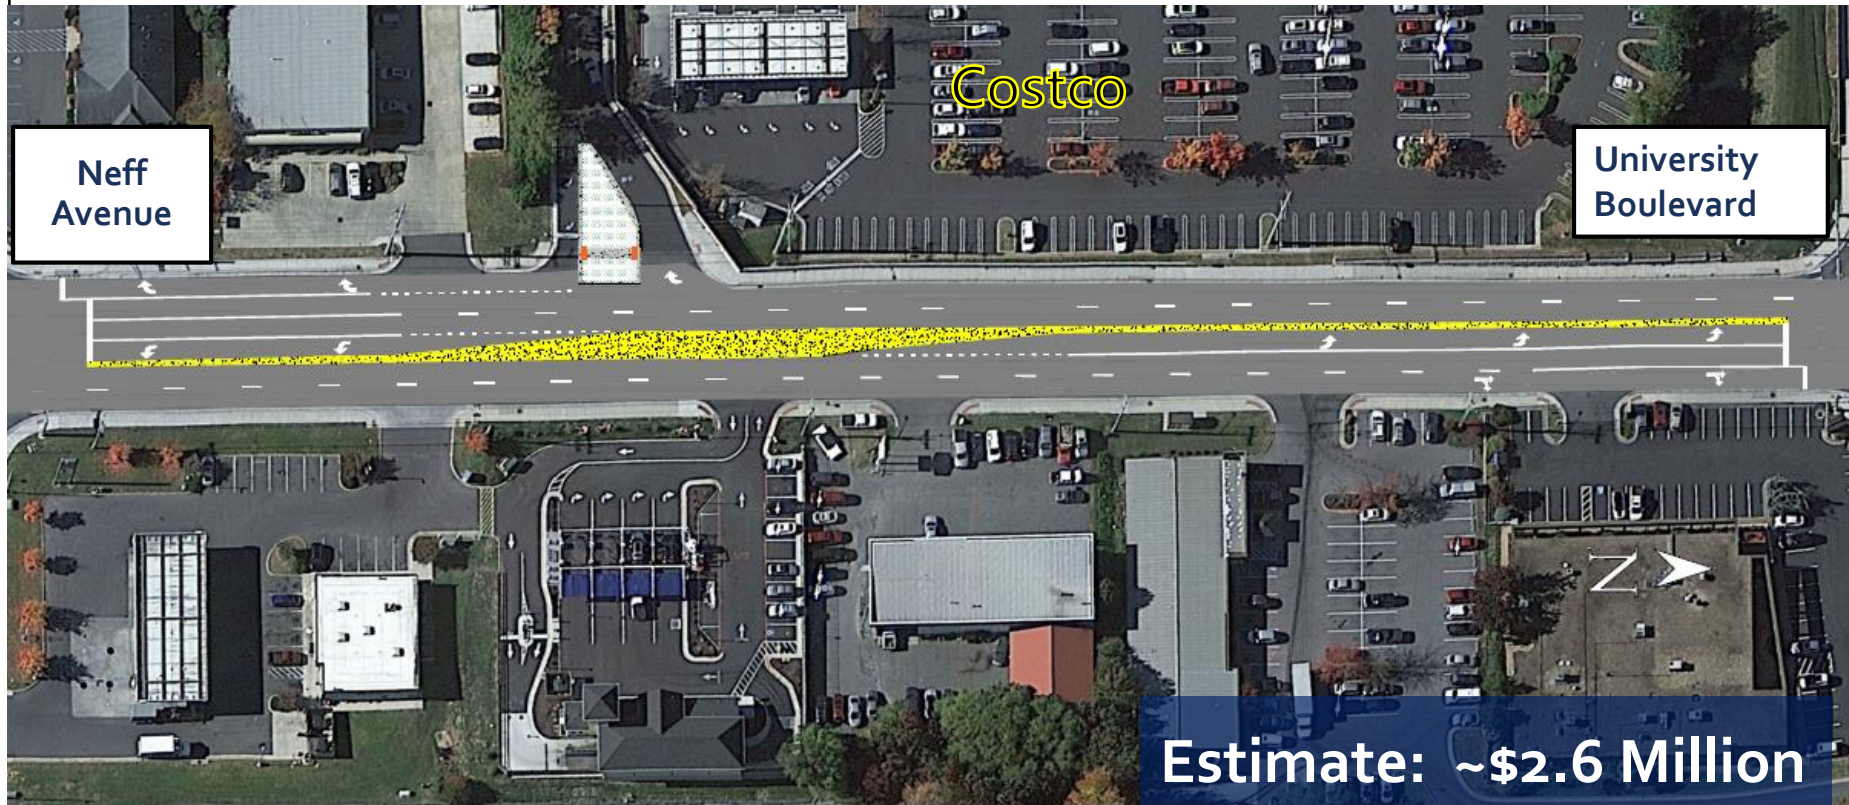 Costco
Neff
Avenue
University
Boulevard
N
Estimate: ~$2.6 Million